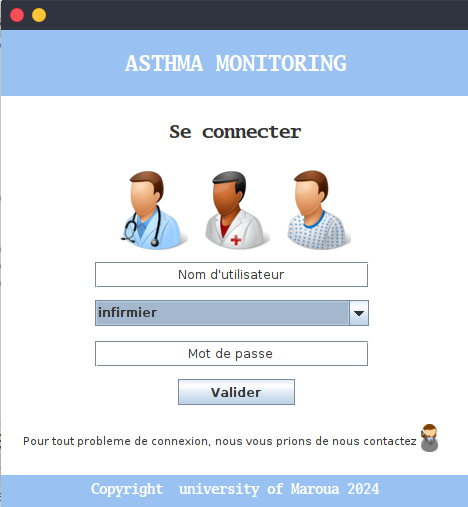 ASTHMA MONITORING
Se connecter
Nom d'utilisateur
infirmier
Mot de passe
Valider
Pour tout probleme de connexion, nous vous prions de nous contactez
Copyright university of Maroua 2024